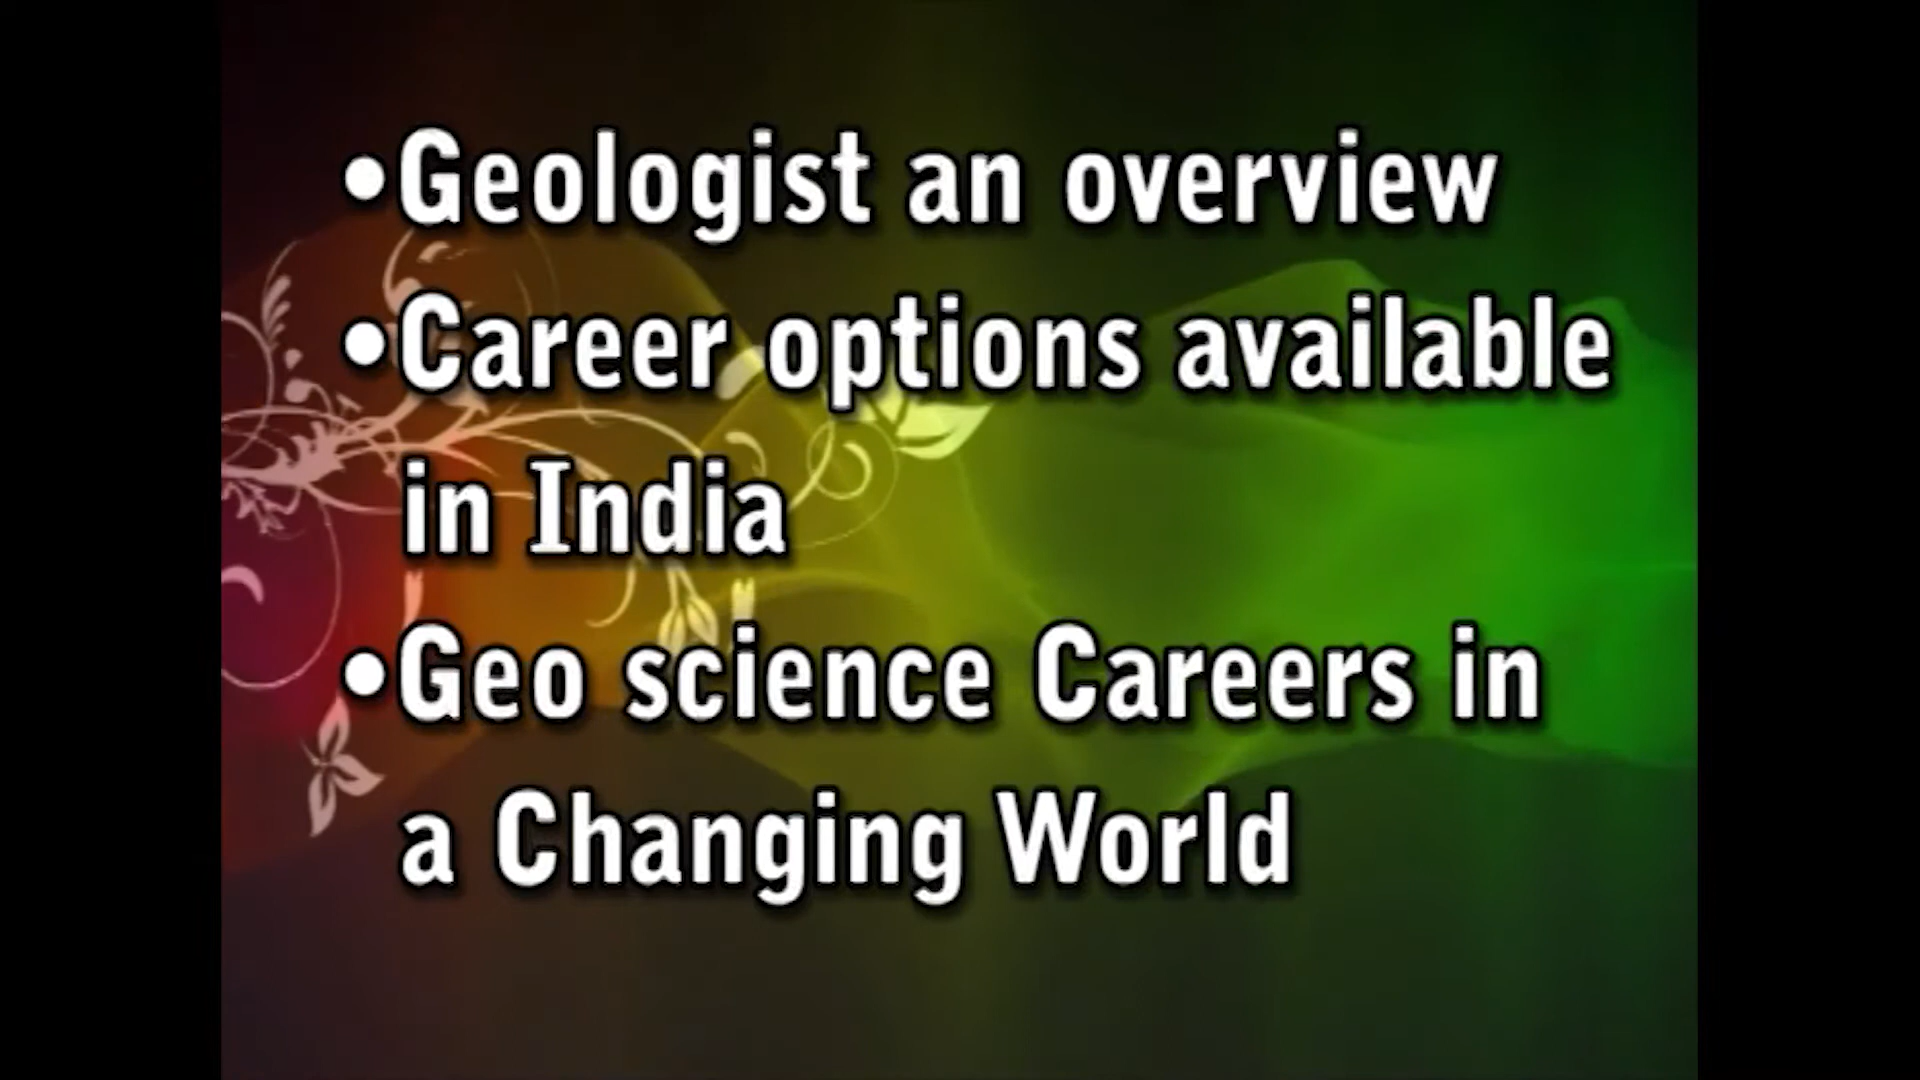 •Geologist an overview
•Career options available
in India
•Geo science Careers in
a Changing World